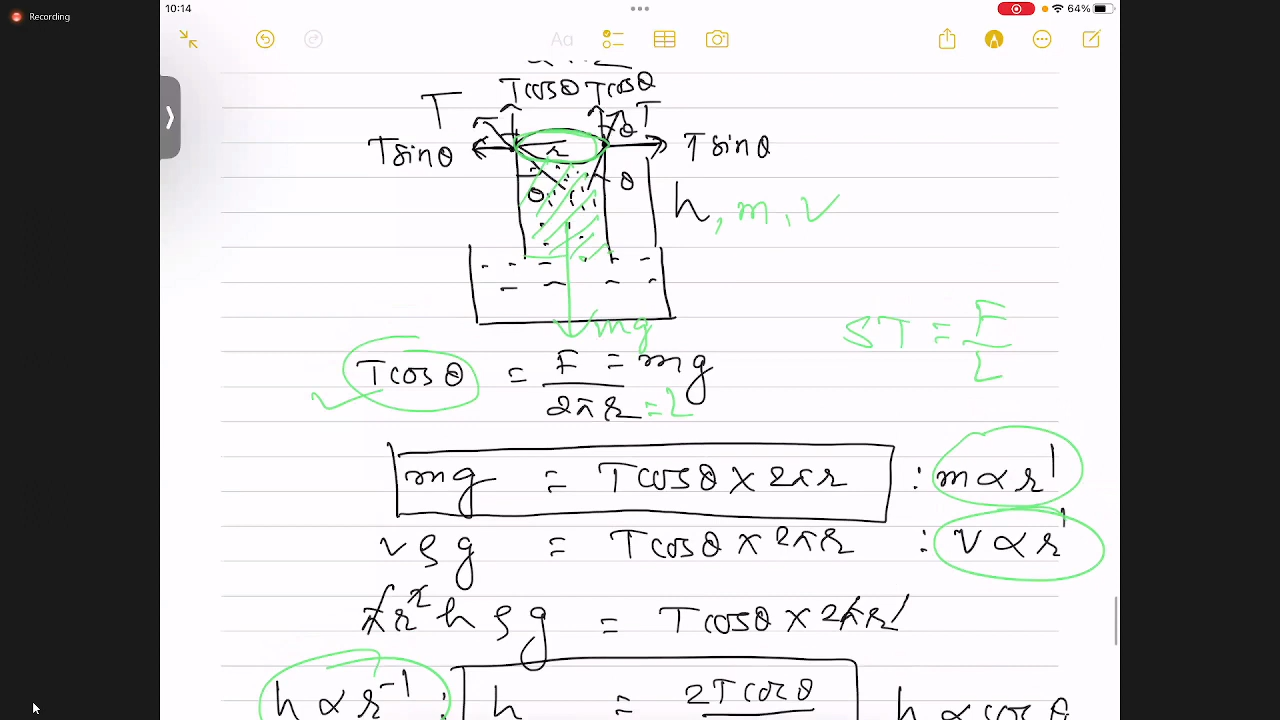 Recording
10:14
64%
Aa
Tcosθ Tcosθ
T T
θ
Tsinθ r Tsinθ
θ θ
h, m, v
mg
ST = F/L
Tcosθ = F/2πr = mg
= L
mg = Tcosθ × 2πr : m ∝ r¹
vρg = Tcosθ × 2πr : v ∝ r¹
πr²hρg = Tcosθ × 2πr
h ∝ r⁻¹ : h = 2Tcosθ h ∝ cosθ